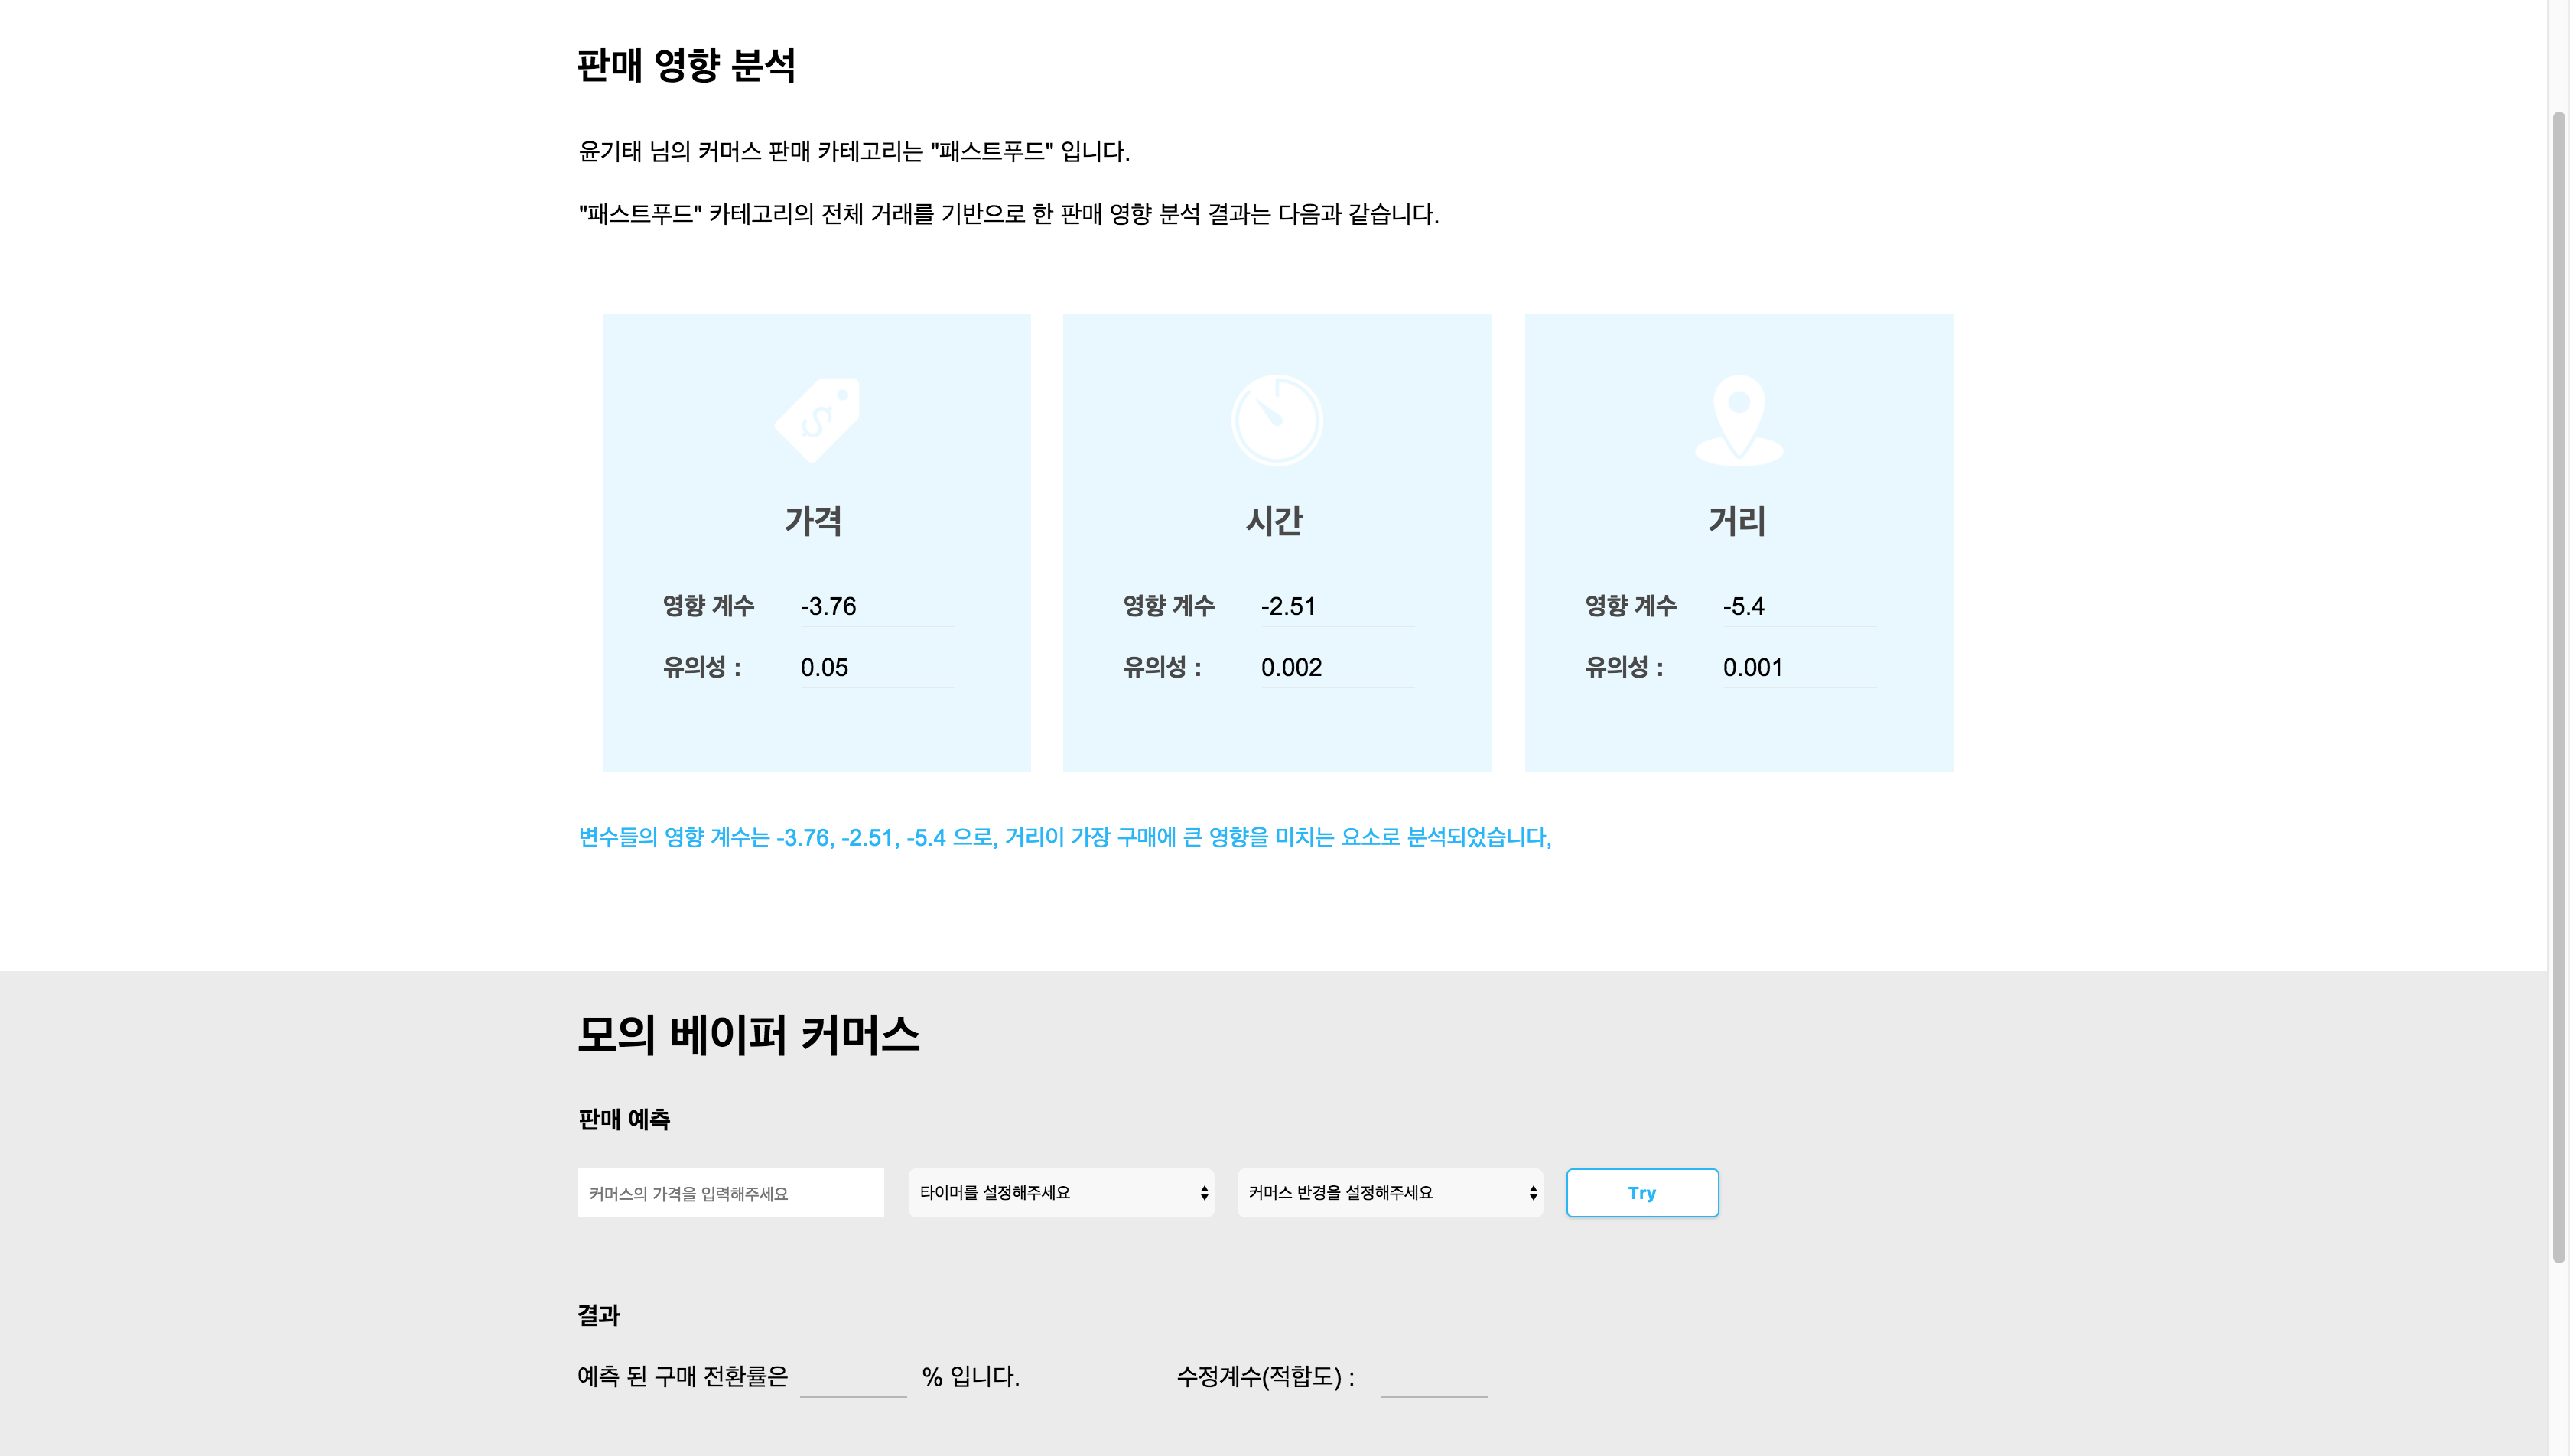 판매 영향 분석
윤기태 님의 커머스 판매 카테고리는 "패스트푸드" 입니다.
"패스트푸드" 카테고리의 전체 거래를 기반으로 한 판매 영향 분석 결과는 다음과 같습니다.
가격
영향 계수 -3.76
유의성 : 0.05
시간
영향 계수 -2.51
유의성 : 0.002
거리
영향 계수 -5.4
유의성 : 0.001
변수들의 영향 계수는 -3.76, -2.51, -5.4 으로, 거리이 가장 구매에 큰 영향을 미치는 요소로 분석되었습니다,
모의 베이퍼 커머스
판매 예측
커머스의 가격을 입력해주세요 타이머를 설정해주세요 커머스 반경을 설정해주세요 Try
결과
예측 된 구매 전환률은 % 입니다. 수정계수(적합도) :